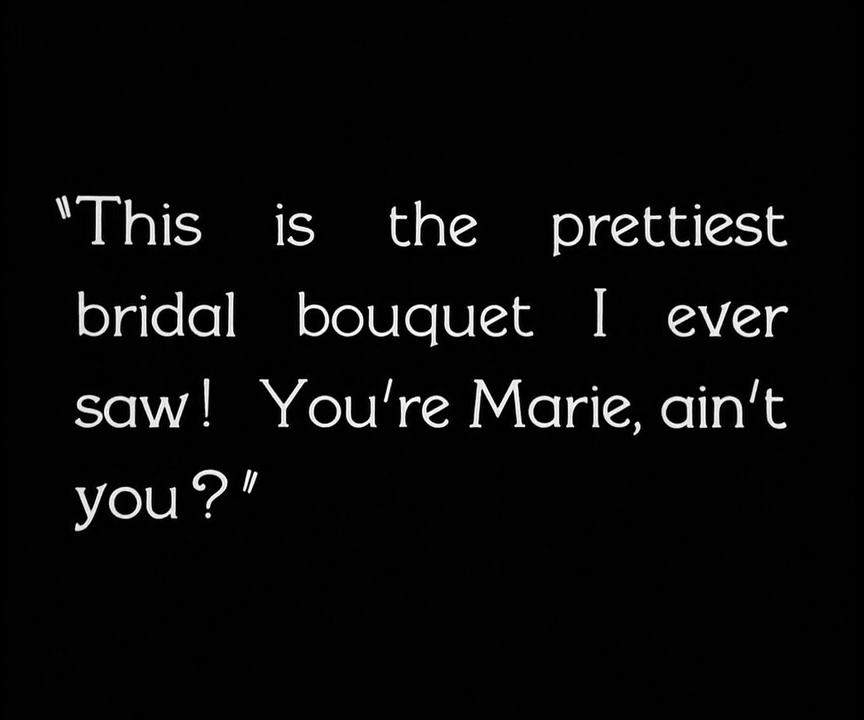 "This is the prettiest
bridal bouquet I ever
saw! You're Marie, ain't
you?"